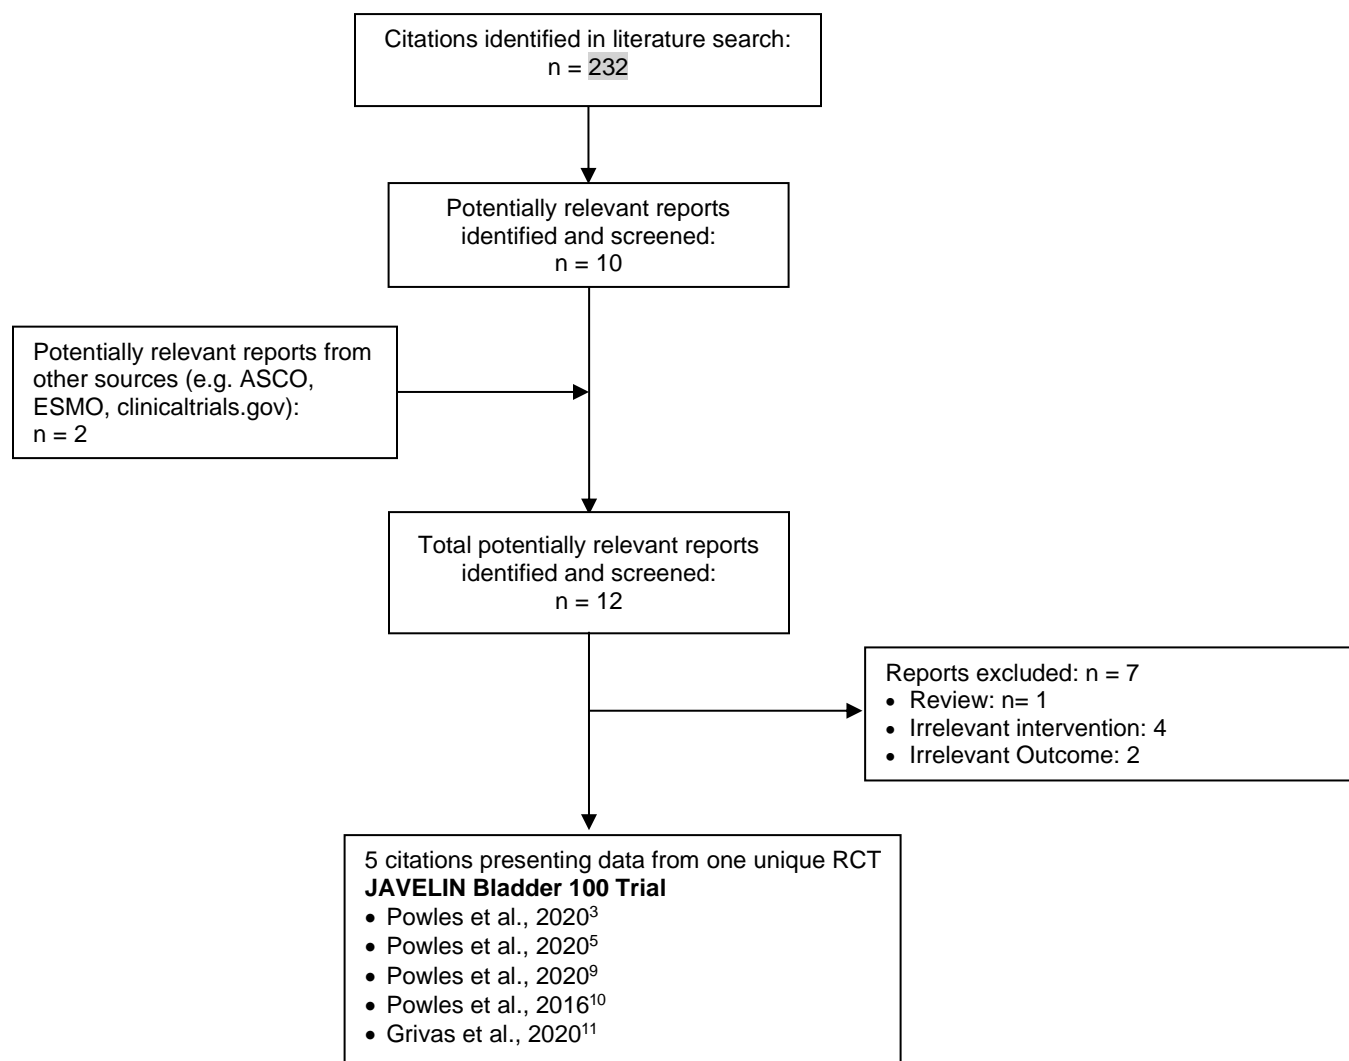 Citations identified in literature search:
n = 232
Potentially relevant reports
identified and screened:
n = 10
Potentially relevant reports from
other sources (e.g. ASCO,
ESMO, clinicaltrials.gov):
n = 2
Total potentially relevant reports
identified and screened:
n = 12
Reports excluded: n = 7
• Review: n= 1
• Irrelevant intervention: 4
• Irrelevant Outcome: 2
5 citations presenting data from one unique RCT
JAVELIN Bladder 100 Trial
• Powles et al., 2020³
• Powles et al., 2020⁵
• Powles et al., 2020⁹
• Powles et al., 2016¹⁰
• Grivas et al., 2020¹¹